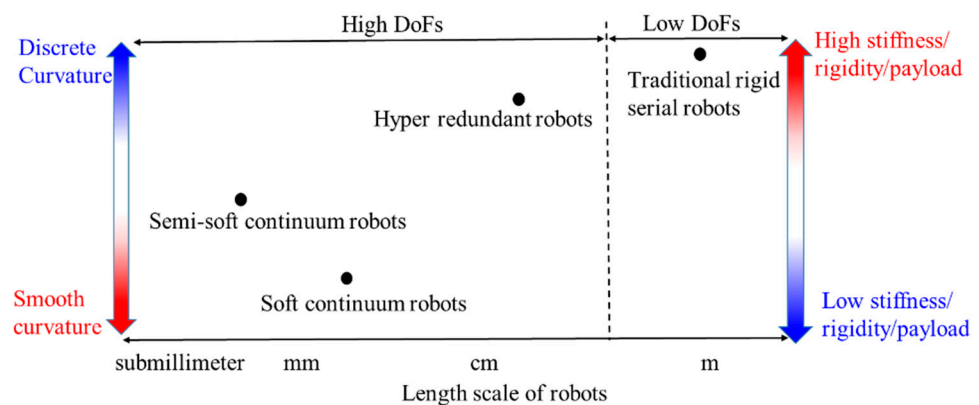 High DoFs
Low DoFs
Discrete
Curvature
High stiffness/
rigidity/payload
Traditional rigid
serial robots
Hyper redundant robots
Semi-soft continuum robots
Soft continuum robots
Smooth
curvature
Low stiffness/
rigidity/payload
submillimeter mm cm m
Length scale of robots